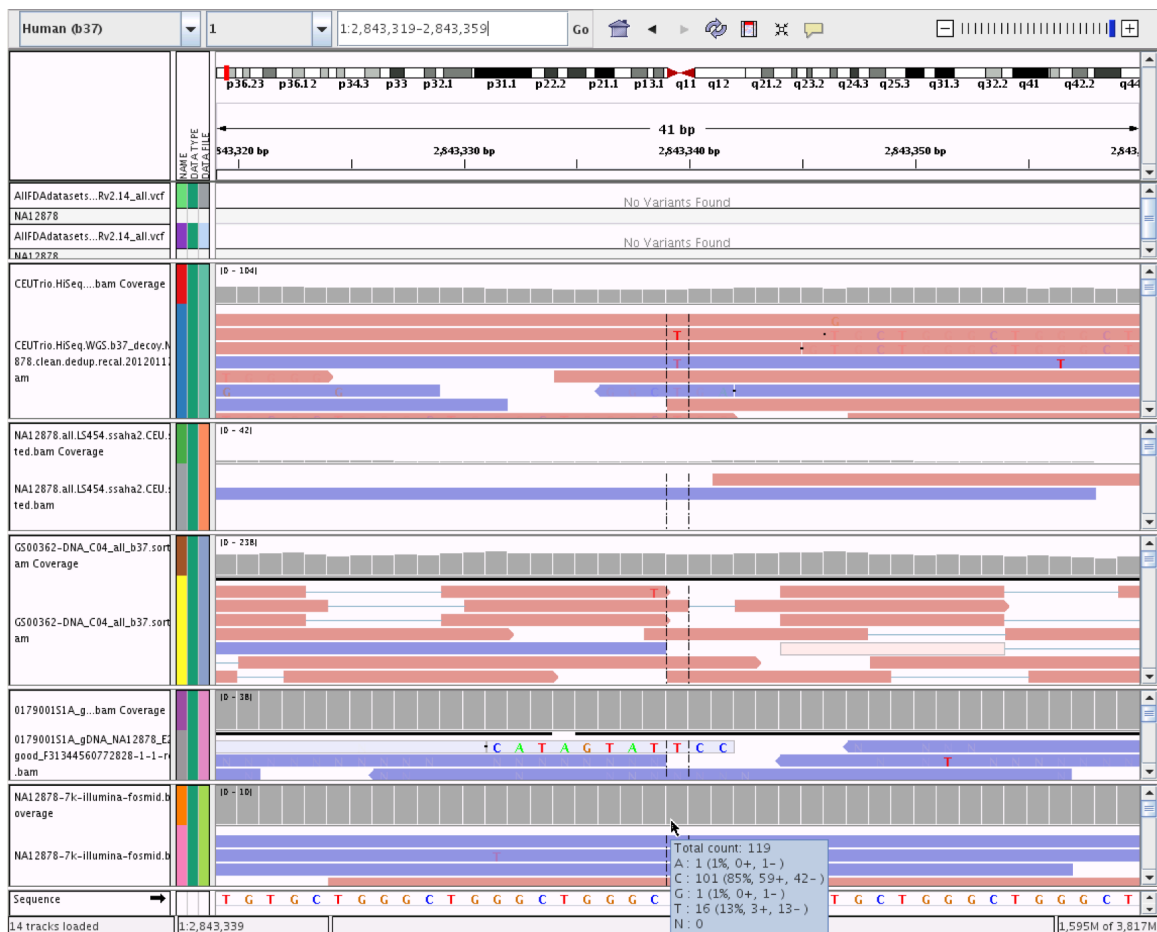 Human (b37) 1 1:2,843,319-2,843,359 Go
p36.23 p36.12 p34.3 p33 p32.1 p31.1 p22.2 p21.1 p13.1 q11 q12 q21.2 q23.2 q24.3 q25.3 q31.3 q32.2 q41 q42.2 q44
41 bp
843,320 bp 2,843,330 bp 2,843,340 bp 2,843,350 bp 2,843,
NAME
DATA TYPE
DATA FILE
AllFDAdatasets...Rv2.14_all.vcf
No Variants Found
NA12878
AllFDAdatasets...Rv2.14_all.vcf
No Variants Found
NA12878
[0 - 104]
CEUTrio.HiSeq....bam Coverage
CEUTrio.HiSeq.WGS.b37_decoy.N
878.clean.dedup.recal.2012011
am
T
T
T
G G
[0 - 42]
NA12878.all.LS454.ssaha2.CEU.s
ted.bam Coverage
NA12878.all.LS454.ssaha2.CEU.s
ted.bam
[0 - 238]
GS00362-DNA_C04_all_b37.sort
am Coverage
T
GS00362-DNA_C04_all_b37.sort
am
[0 - 38]
0179001S1A_g...bam Coverage
0179001S1A_gDNA_NA12878_E2
good_F31344560772828-1-1-r
.bam
C A T A G T A T T C C
T
[0 - 10]
NA12878-7k-illumina-fosmid.b
overage
NA12878-7k-illumina-fosmid.b
T
Total count: 119
A : 1 (1%, 0+, 1- )
C : 101 (85%, 59+, 42- )
G : 1 (1%, 0+, 1- )
T : 16 (13%, 3+, 13- )
N : 0
Sequence T G T G C T G G G C T G G G C T G G G C T G C T G G G C T G G G C T
14 tracks loaded 1:2,843,339 1,595M of 3,817M